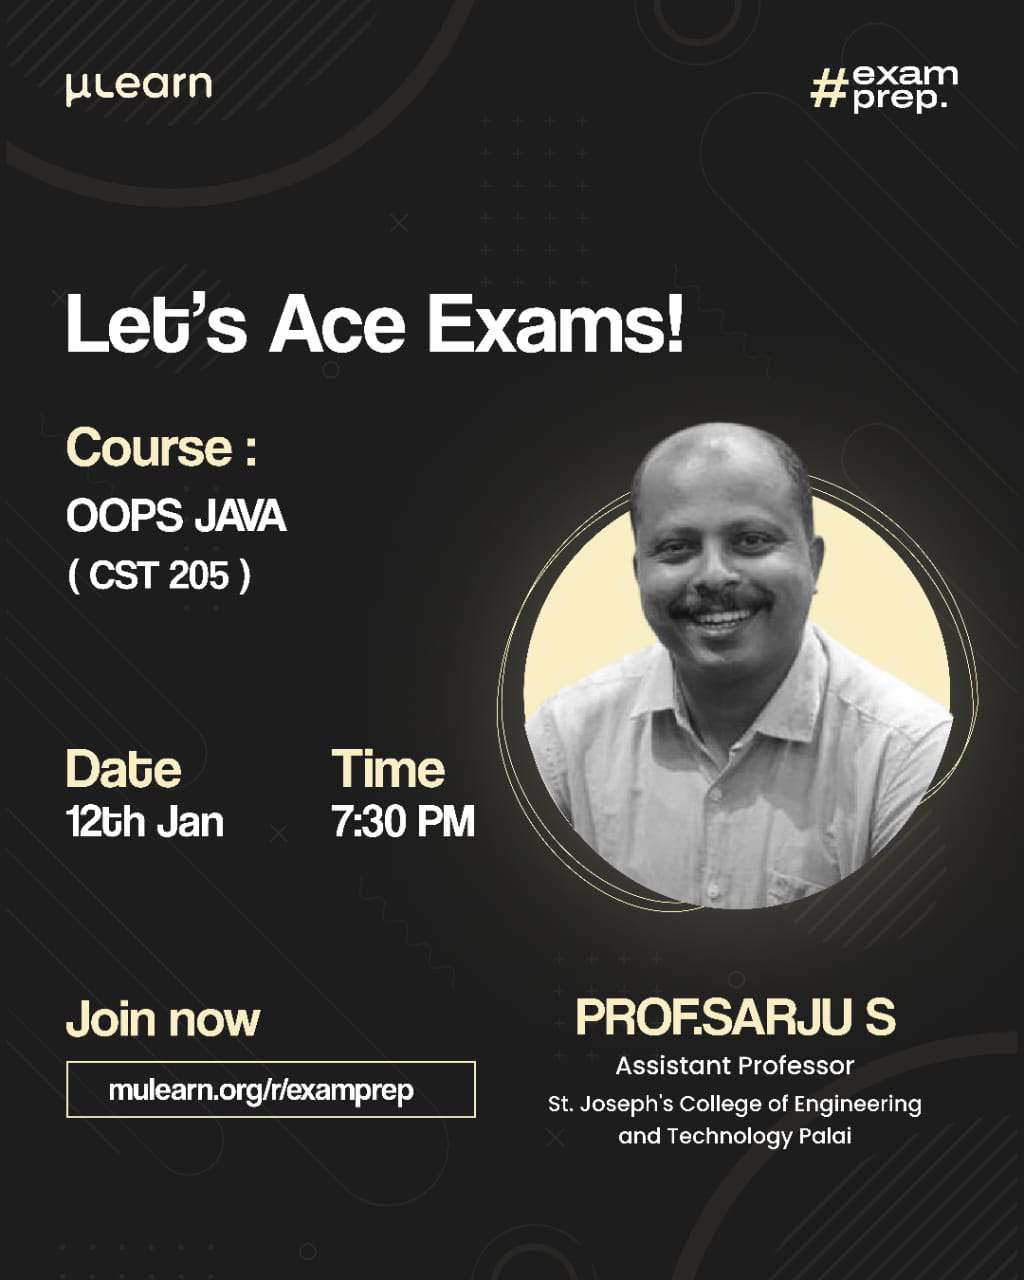 µLearn
#exam
prep.
Let's Ace Exams!
Course :
OOPS JAVA
( CST 205 )
Date
12th Jan
Time
7:30 PM
Join now
mulearn.org/r/examprep
PROF.SARJU S
Assistant Professor
St. Joseph's College of Engineering
and Technology Palai